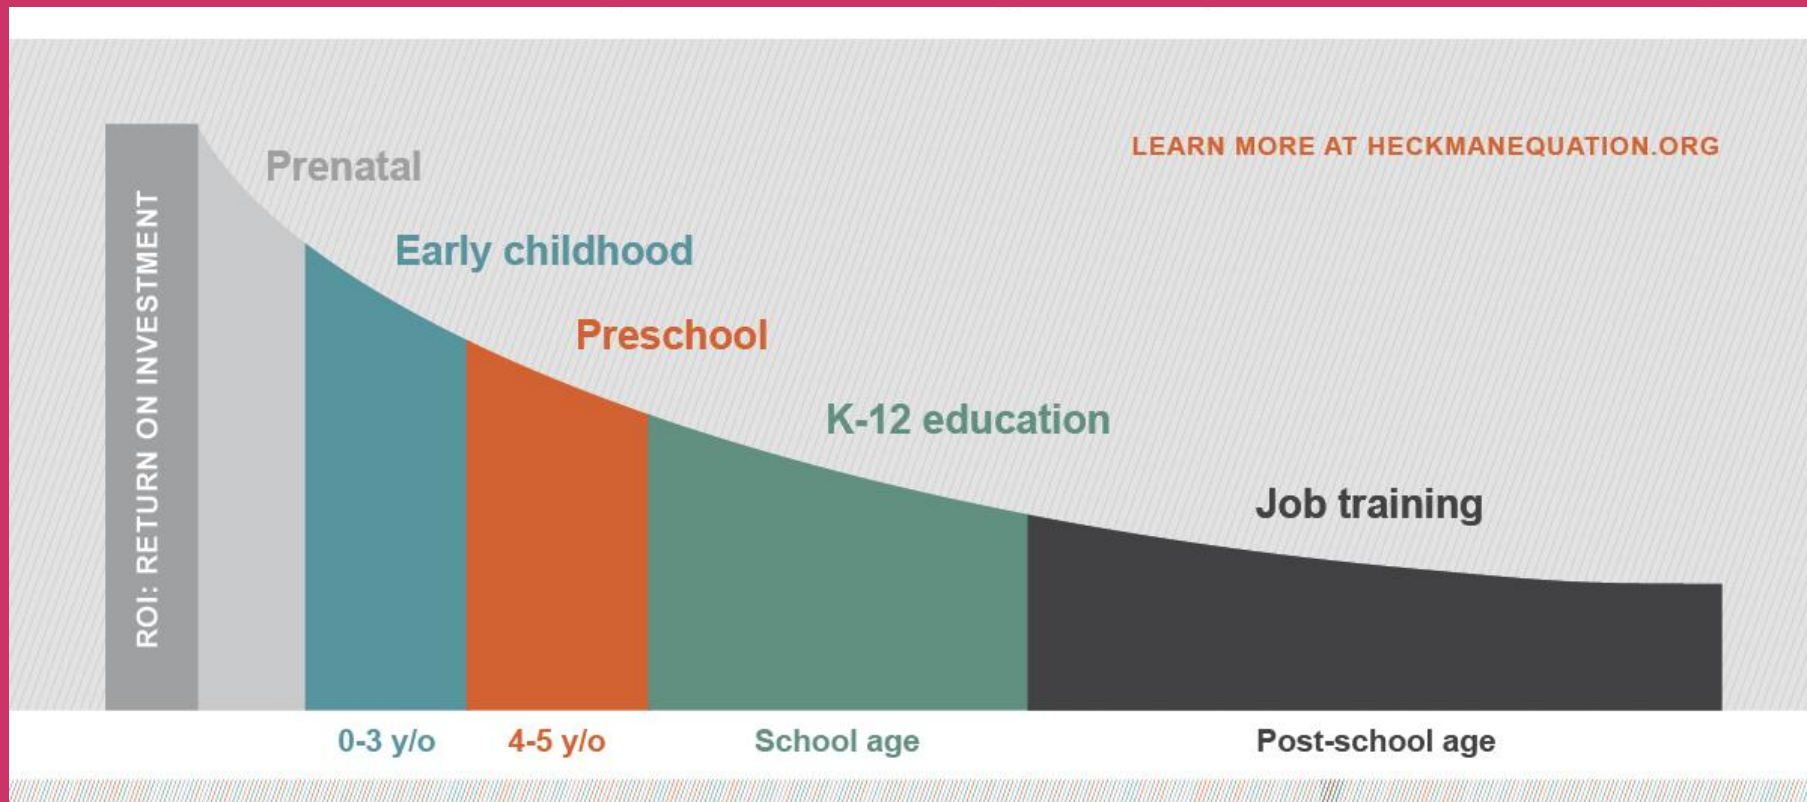 LEARN MORE AT HECKMANEQUATION.ORG
Prenatal
Early childhood
Preschool
K-12 education
Job training
ROI: RETURN ON INVESTMENT
0-3 y/o
4-5 y/o
School age
Post-school age